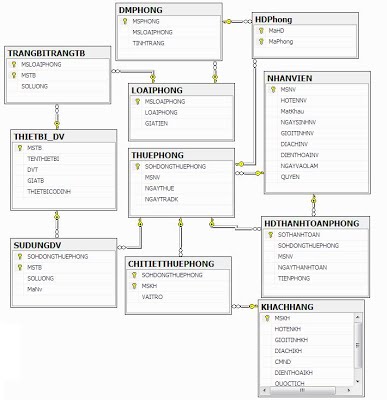 DMPHONG
MSPHONG
MSLOAIPHONG
TINHTRANG
HDPhong
MaHD
MaPhong
TRANGBITRANGTB
MSLOAIPHONG
MSTB
SOLUONG
LOAIPHONG
MSLOAIPHONG
LOAIPHONG
GIATIEN
NHANVIEN
MSNV
HOTENNV
MatKhau
NGAYSINHNV
GIOITINHNV
DIACHINV
DIENTHOAINV
NGAYVAOLAM
QUYEN
THIETBI_DV
MSTB
TENTHIETBI
DVT
GIATB
THIETBICODINH
THUEPHONG
SOHDONGTHUEPHONG
MSNV
NGAYTHUE
NGAYTRADK
HDTHANHTOANPHONG
SOTHANHTOAN
SOHDONGTHUEPHONG
MSNV
NGAYTHANHTOAN
TIENPHONG
SUDUNGDV
SOHDONGTHUEPHONG
MSTB
SOLUONG
MaNv
CHITIETTHUEPHONG
SOHDONGTHUEPHONG
MSKH
VAITRO
KHACHHANG
MSKH
HOTENKH
GIOITINHKH
DIACHIKH
CMND
DIENTHOAIKH
QUOCTICH